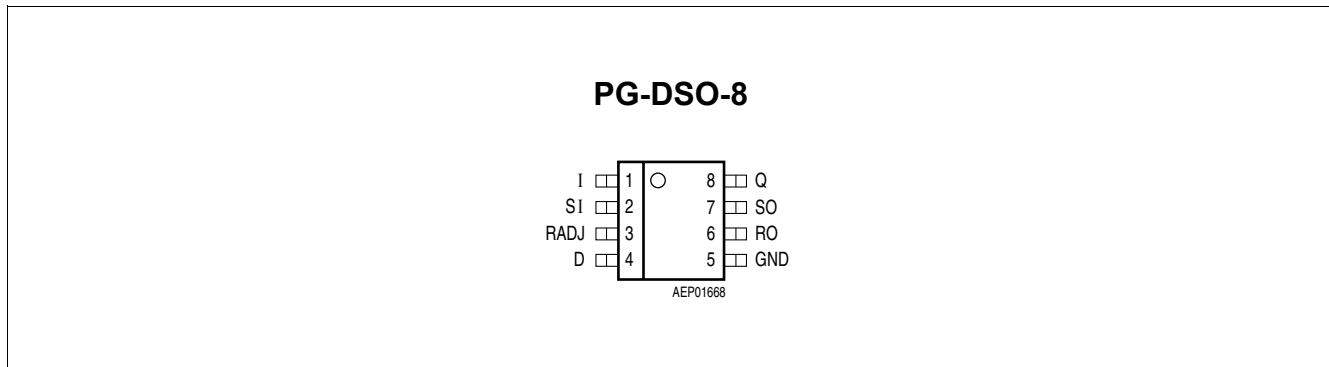 PG-DSO-8
I 1 8 Q
SI 2 7 SO
RADJ 3 6 RO
D 4 5 GND
AEP01668